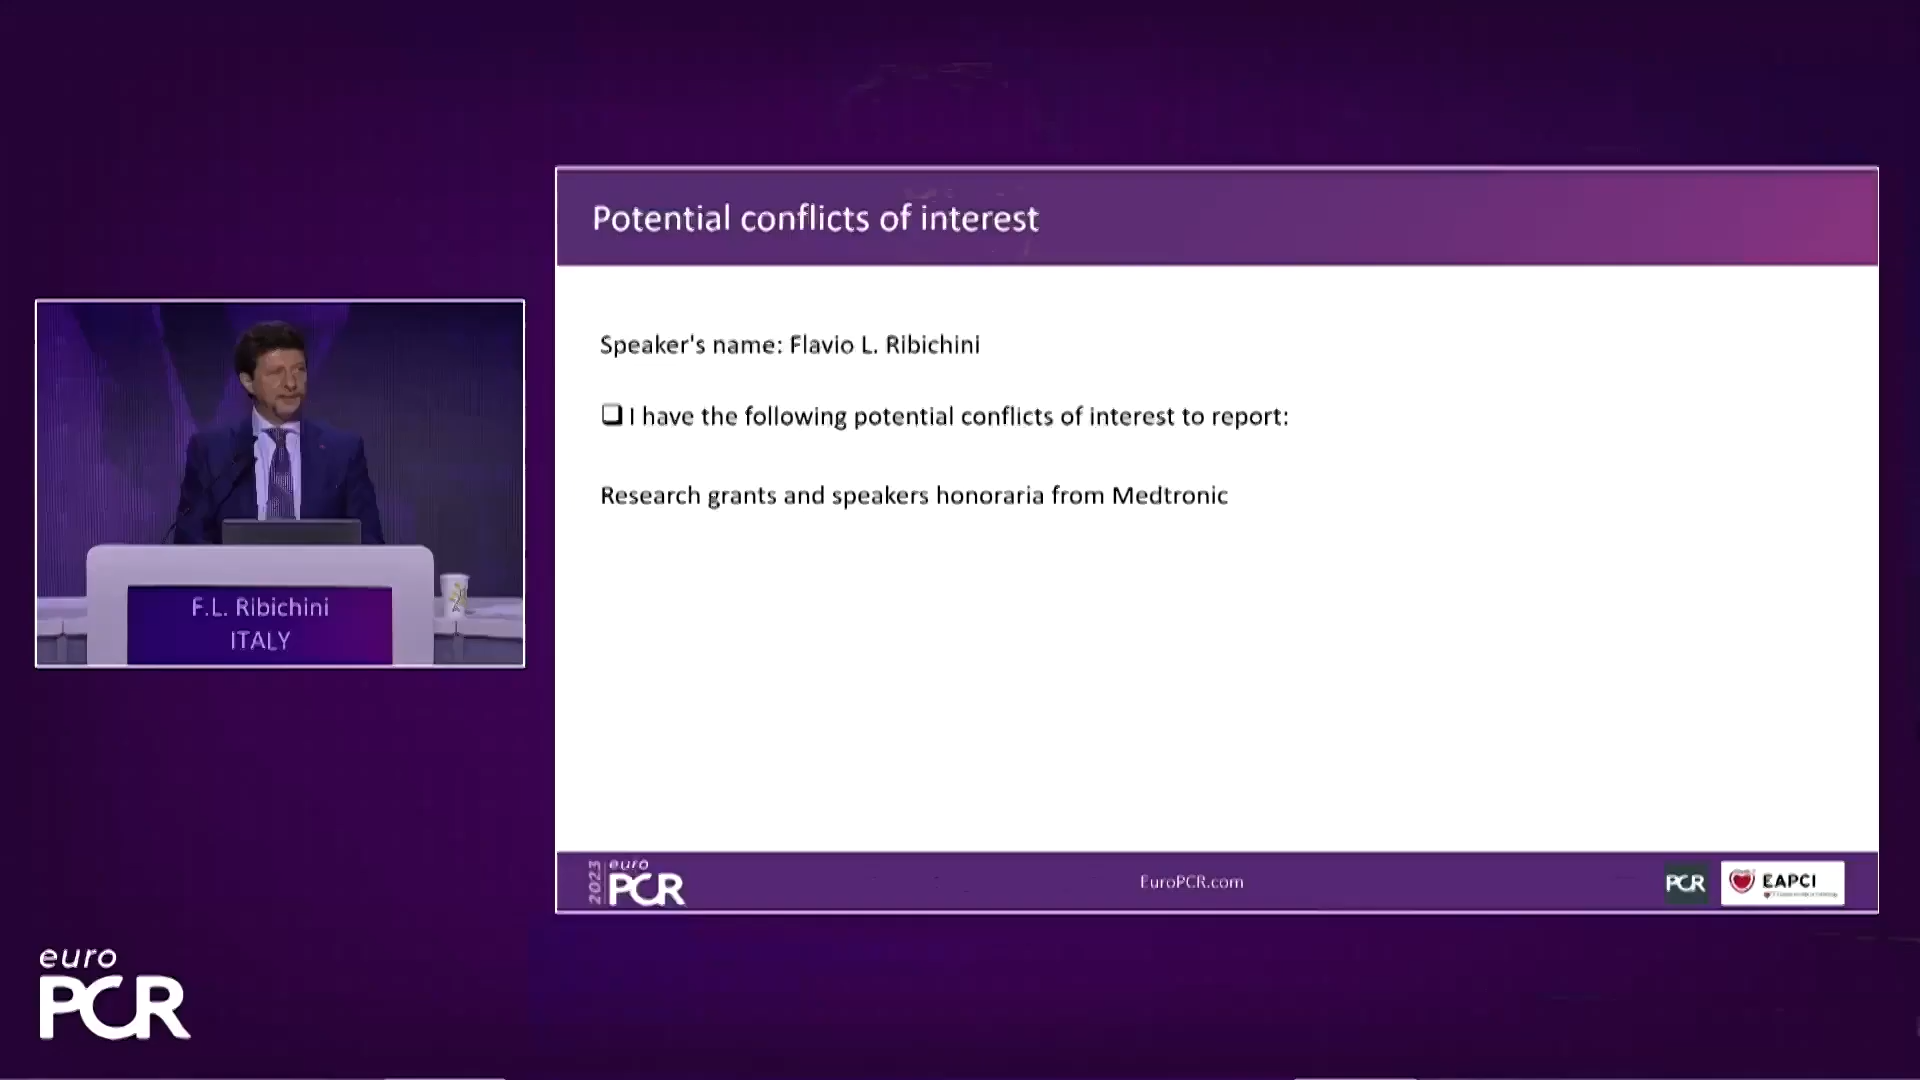 Potential conflicts of interest
Speaker's name: Flavio L. Ribichini
❑ I have the following potential conflicts of interest to report:
Research grants and speakers honoraria from Medtronic
F.L. Ribichini
ITALY
2023
euro
PCR
EuroPCR.com
PCR
EAPCI
euro
PCR